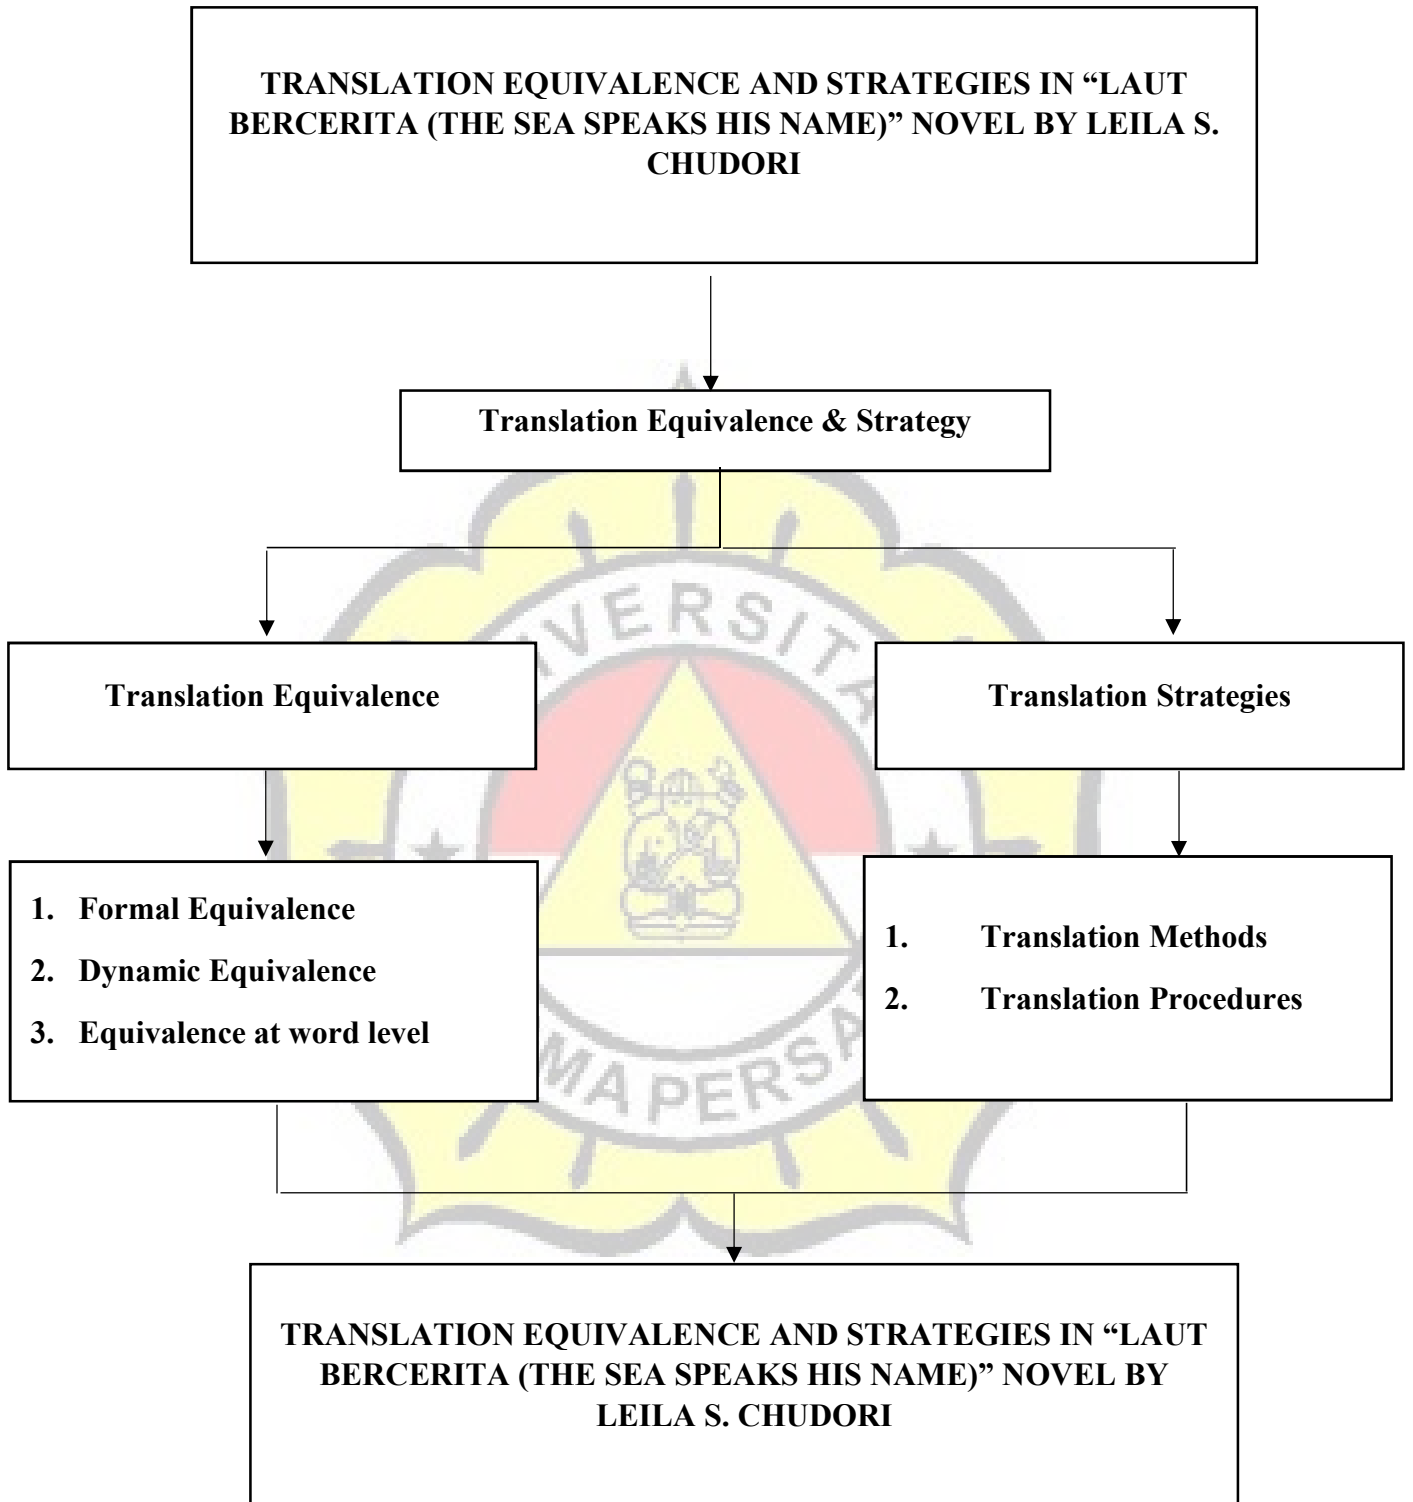 TRANSLATION EQUIVALENCE AND STRATEGIES IN “LAUT
BERCERITA (THE SEA SPEAKS HIS NAME)” NOVEL BY LEILA S.
CHUDORI
Translation Equivalence & Strategy
Translation Equivalence
Translation Strategies
1. Formal Equivalence
2. Dynamic Equivalence
3. Equivalence at word level
1. Translation Methods
2. Translation Procedures
TRANSLATION EQUIVALENCE AND STRATEGIES IN “LAUT
BERCERITA (THE SEA SPEAKS HIS NAME)” NOVEL BY
LEILA S. CHUDORI